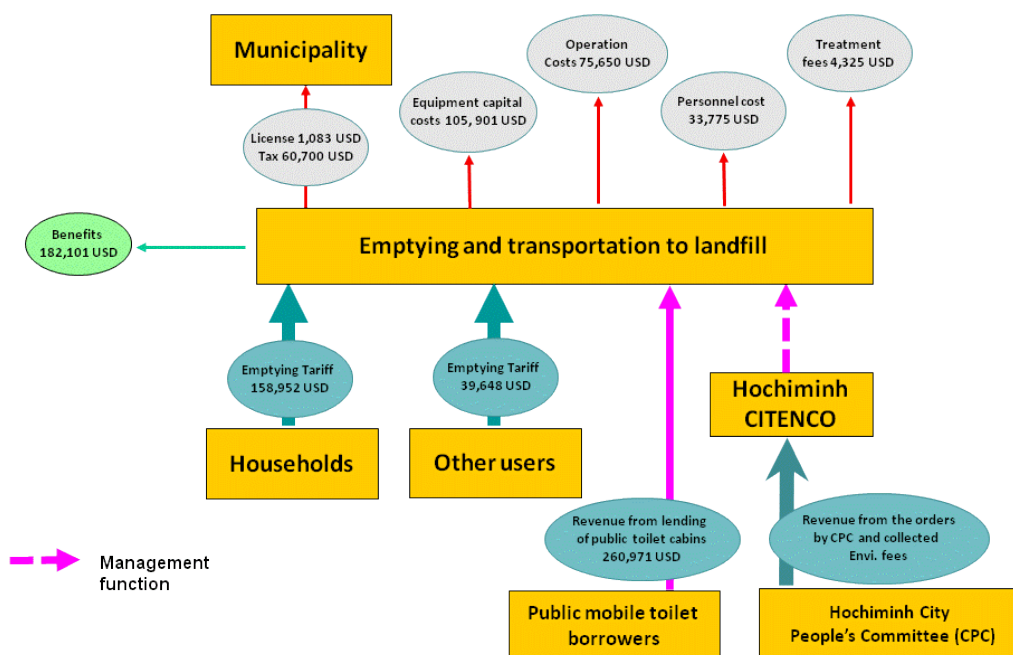 Municipality
Operation
Costs 75,650 USD
Treatment
fees 4,325 USD
Equipment capital
costs 105, 901 USD
Personnel cost
33,775 USD
License 1,083 USD
Tax 60,700 USD
Benefits
182,101 USD
Emptying and transportation to landfill
Emptying Tariff
158,952 USD
Emptying Tariff
39,648 USD
Hochiminh
CITENCO
Households
Other users
Revenue from lending
of public toilet cabins
260,971 USD
Revenue from the orders
by CPC and collected
Envi. fees
Management
function
Public mobile toilet
borrowers
Hochiminh City
People's Committee (CPC)